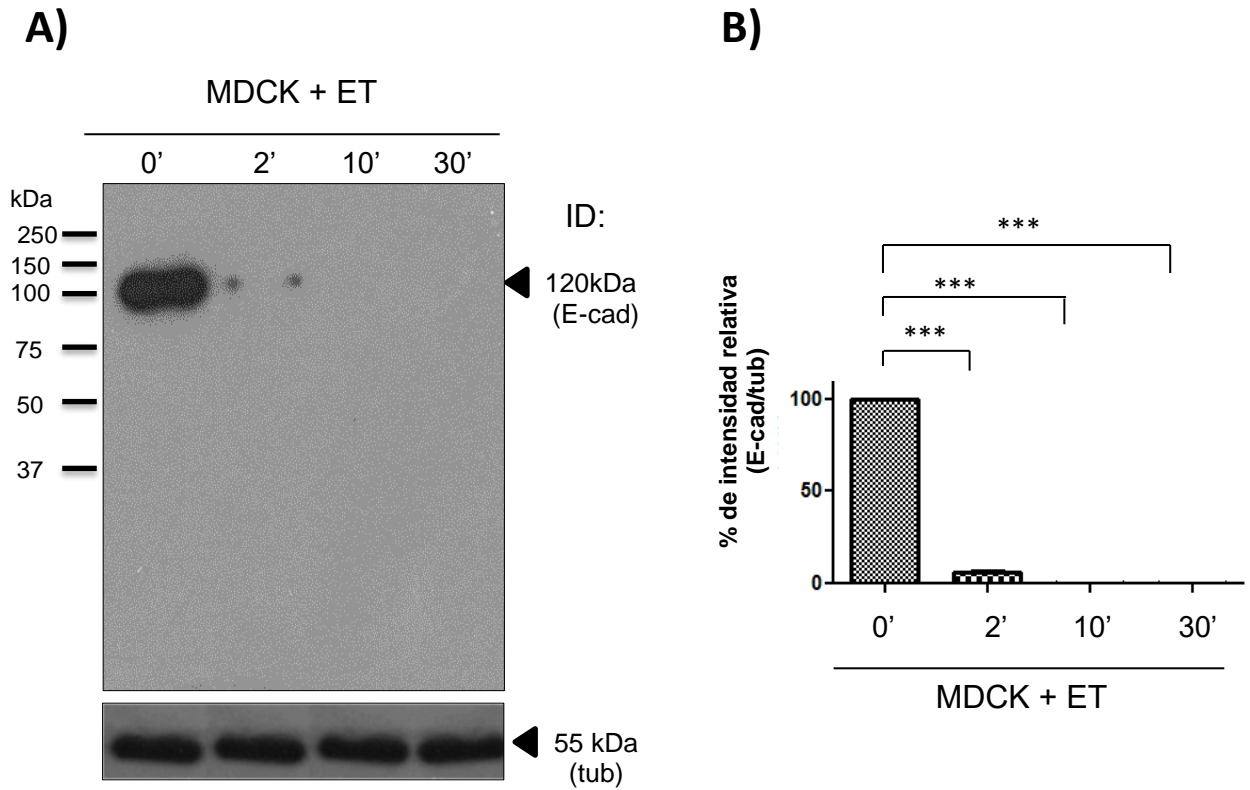 A)
MDCK + ET
0’ 2’ 10’ 30’
kDa
250
150
100
75
50
37
ID:
120kDa
(E-cad)
55 kDa
(tub)
B)
***
***
***
% de intensidad relativa
(E-cad/tub)
100
50
0
0’ 2’ 10’ 30’
MDCK + ET